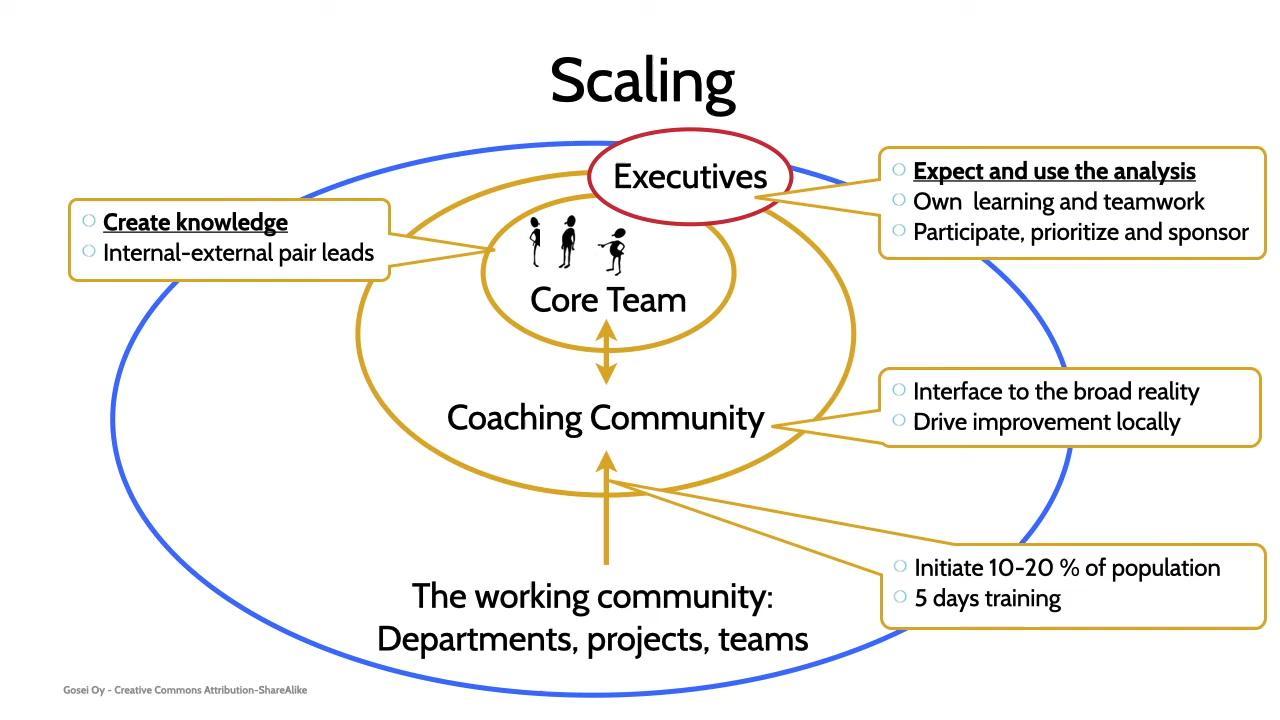 Scaling
Executives
Expect and use the analysis
Own learning and teamwork
Participate, prioritize and sponsor
Create knowledge
Internal-external pair leads
Core Team
Interface to the broad reality
Drive improvement locally
Coaching Community
Initiate 10-20 % of population
5 days training
The working community:
Departments, projects, teams
Gosei Oy - Creative Commons Attribution-ShareAlike